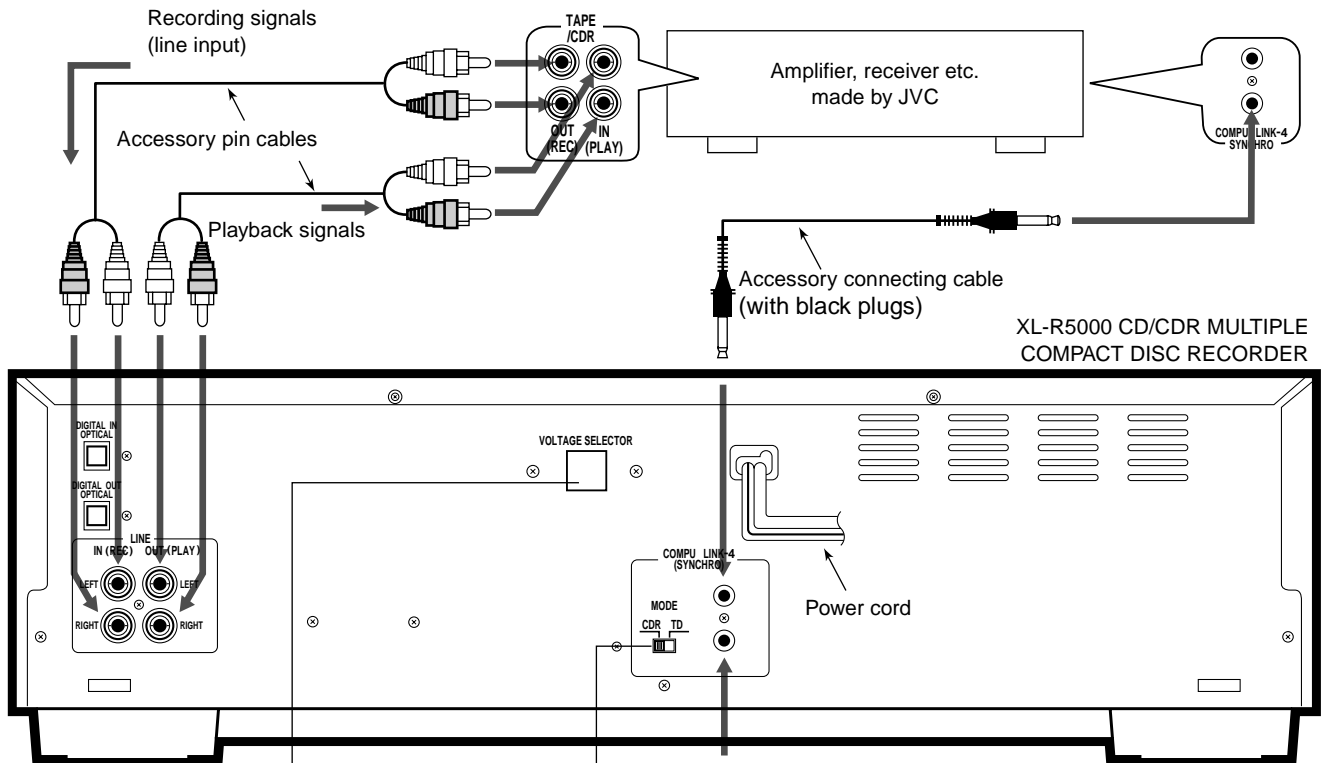 Recording signals
(line input)
TAPE
/CDR
Amplifier, receiver etc.
made by JVC
Accessory pin cables
OUT
(REC)
IN
(PLAY)
COMPU LINK-4
SYNCHRO
Playback signals
Accessory connecting cable
(with black plugs)
XL-R5000 CD/CDR MULTIPLE
COMPACT DISC RECORDER
DIGITAL IN
OPTICAL
VOLTAGE SELECTOR
DIGITAL OUT
OPTICAL
LINE
IN (REC) OUT (PLAY)
LEFT
LEFT
RIGHT
RIGHT
COMPU LINK-4
(SYNCHRO)
MODE
CDR TD
Power cord